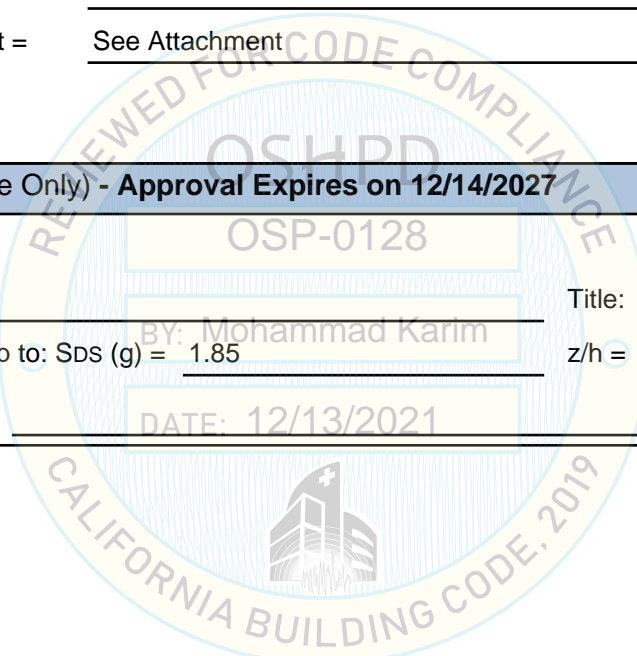 t =
See Attachment
REVIEWED FOR CODE COMPLIANCE
OSHPD
e Only) - Approval Expires on 12/14/2027
OSP-0128
Title:
BY: Mohammad Karim
to: SDS (g) = 1.85
z/h =
DATE: 12/13/2021
CALIFORNIA BUILDING CODE, 2019